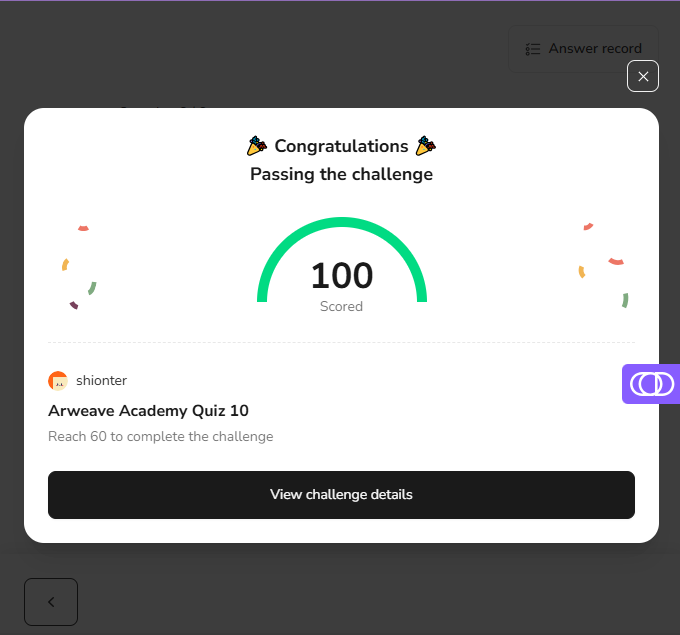 Answer record
Congratulations
Passing the challenge
100
Scored
shionter
Arweave Academy Quiz 10
Reach 60 to complete the challenge
View challenge details